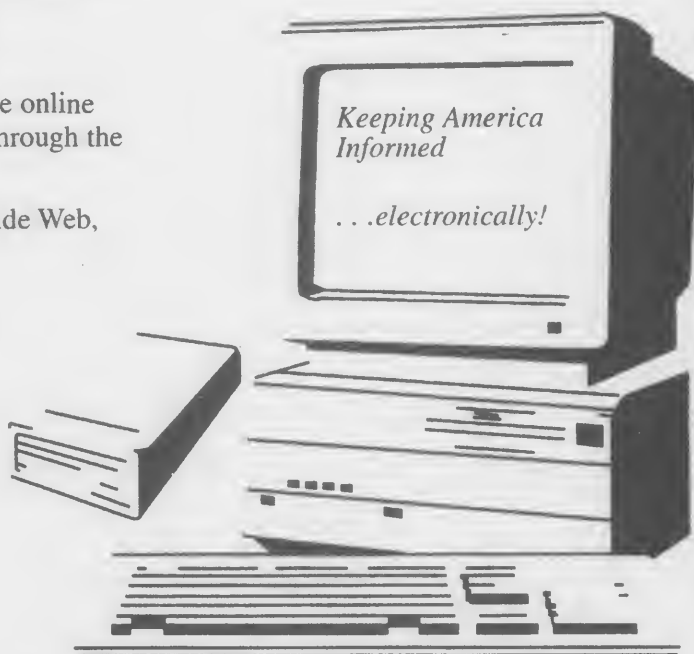 e online
hrough the
de Web,
Keeping America
Informed
. . .electronically!